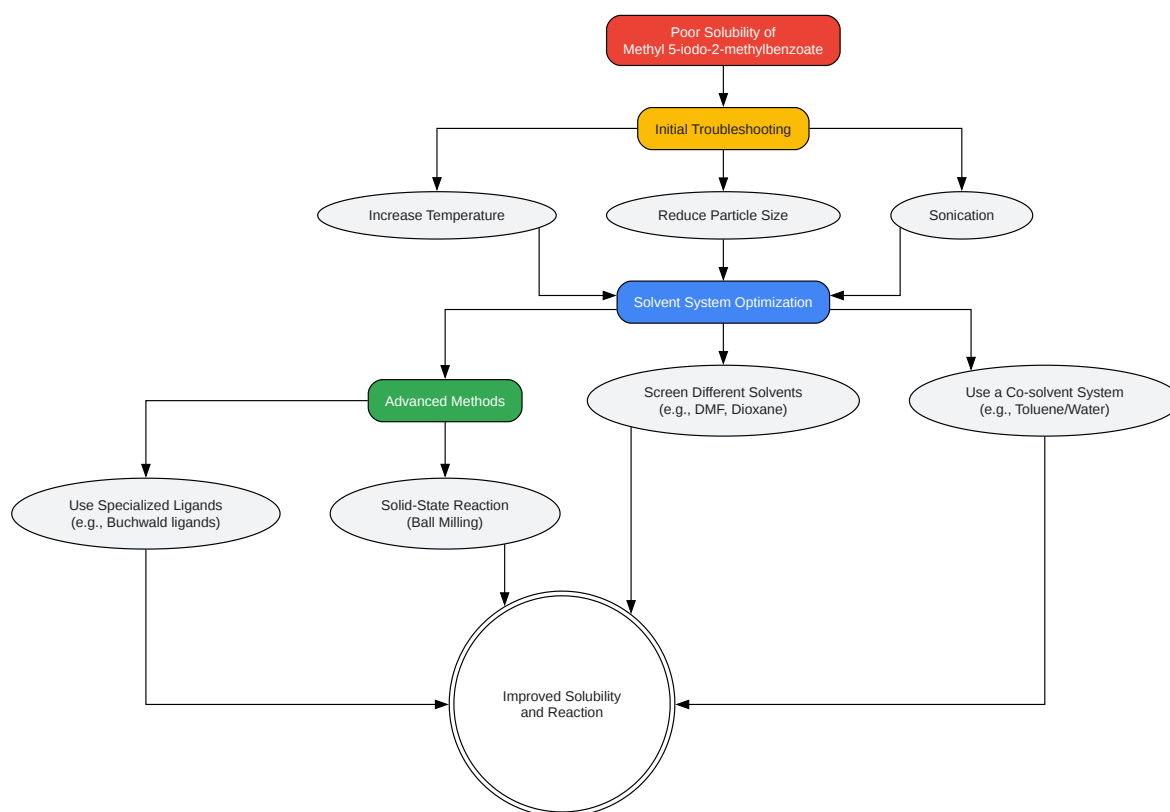 Poor Solubility of
Methyl 5-iodo-2-methylbenzoate
Initial Troubleshooting
Increase Temperature
Reduce Particle Size
Sonication
Solvent System Optimization
Advanced Methods
Screen Different Solvents
(e.g., DMF, Dioxane)
Use a Co-solvent System
(e.g., Toluene/Water)
Use Specialized Ligands
(e.g., Buchwald ligands)
Solid-State Reaction
(Ball Milling)
Improved Solubility
and Reaction